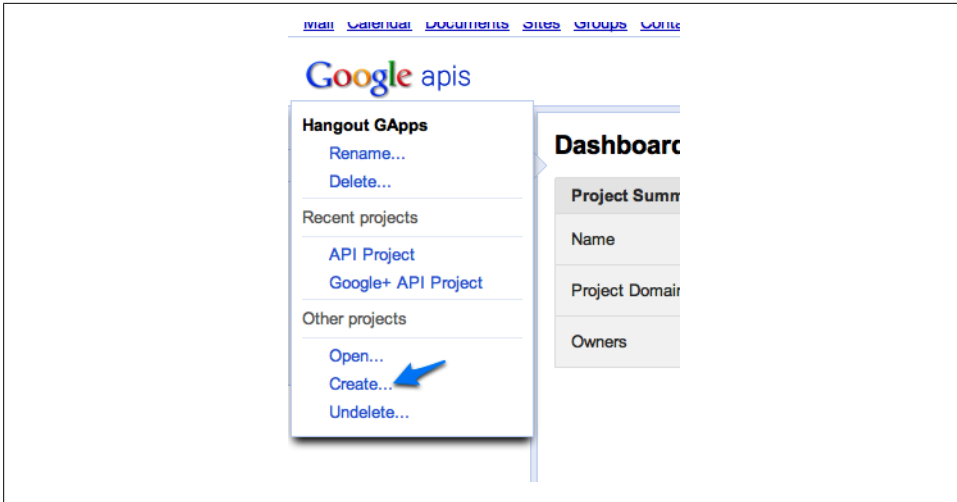 Mail Calendar Documents Sites Groups Conta
Google apis
Hangout GApps
Rename...
Delete...
Recent projects
API Project
Google+ API Project
Other projects
Open...
Create...
Undelete...
Dashboard
Project Summ
Name
Project Domain
Owners